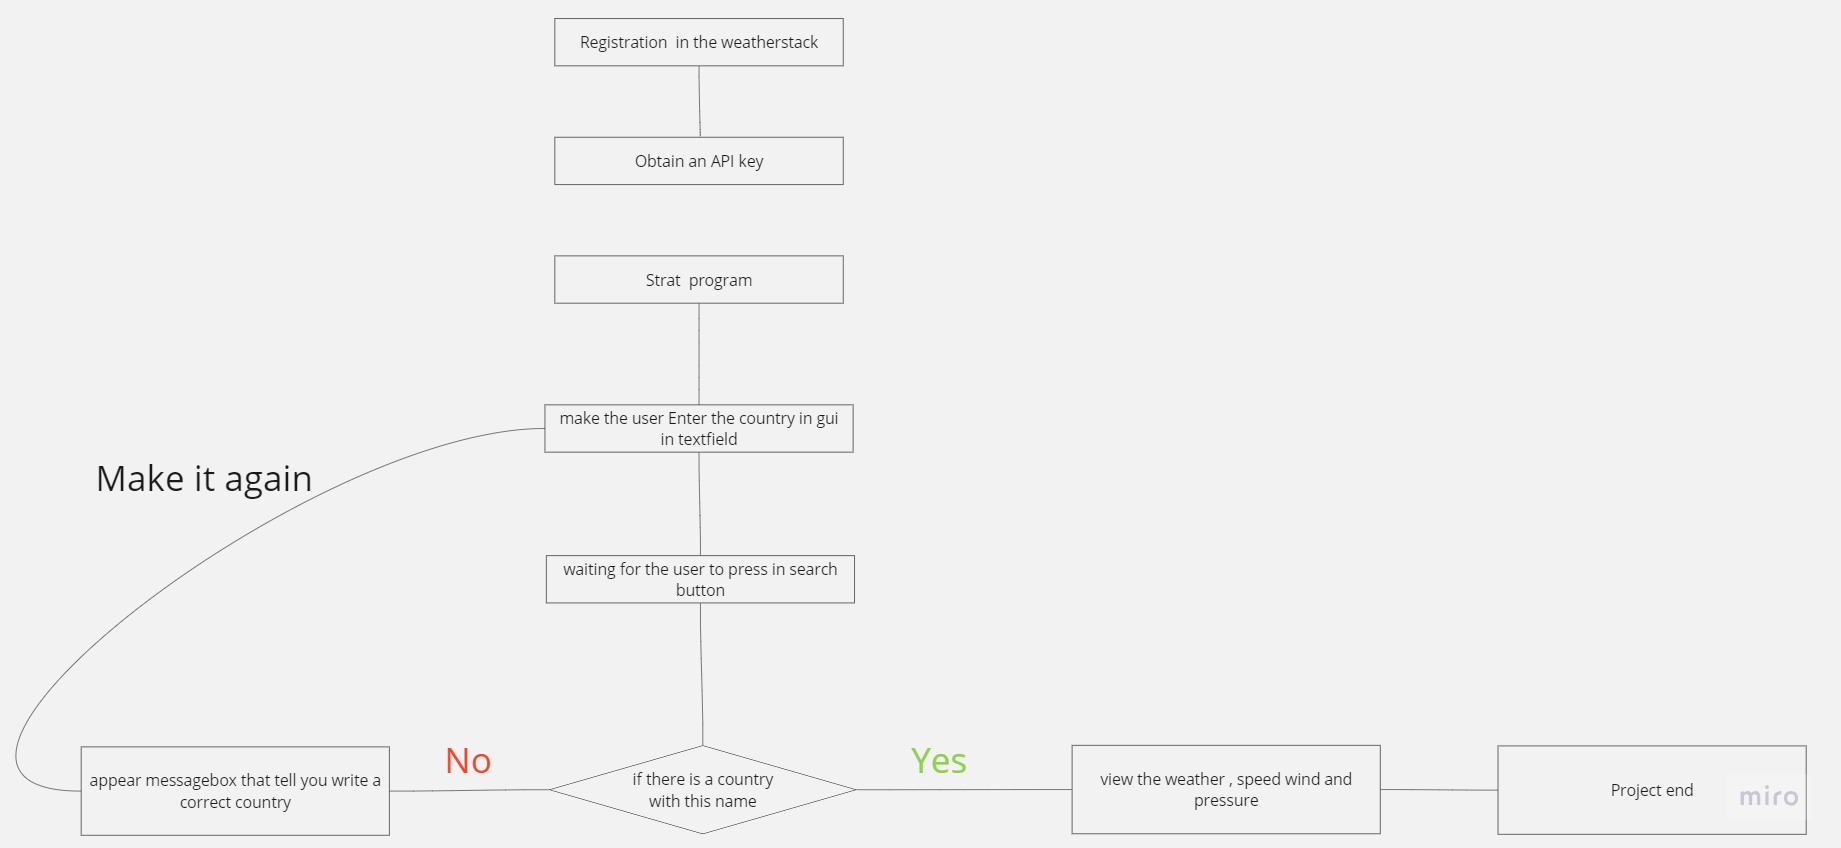 Registration  in the weatherstack
Obtain an API key
Strat  program
make the user Enter the country in gui
in textfield
Make it again
waiting for the user to press in search
button
appear messagebox that tell you write a
correct country
No
if there is a country
with this name
Yes
view the weather , speed wind and
pressure
Project end
miro